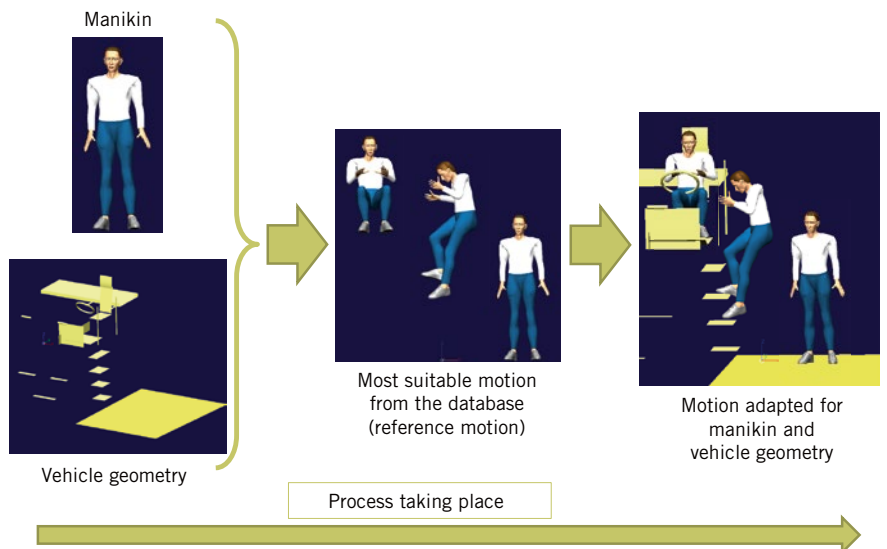 Manikin
Vehicle geometry
Most suitable motion
from the database
(reference motion)
Motion adapted for
manikin and
vehicle geometry
Process taking place